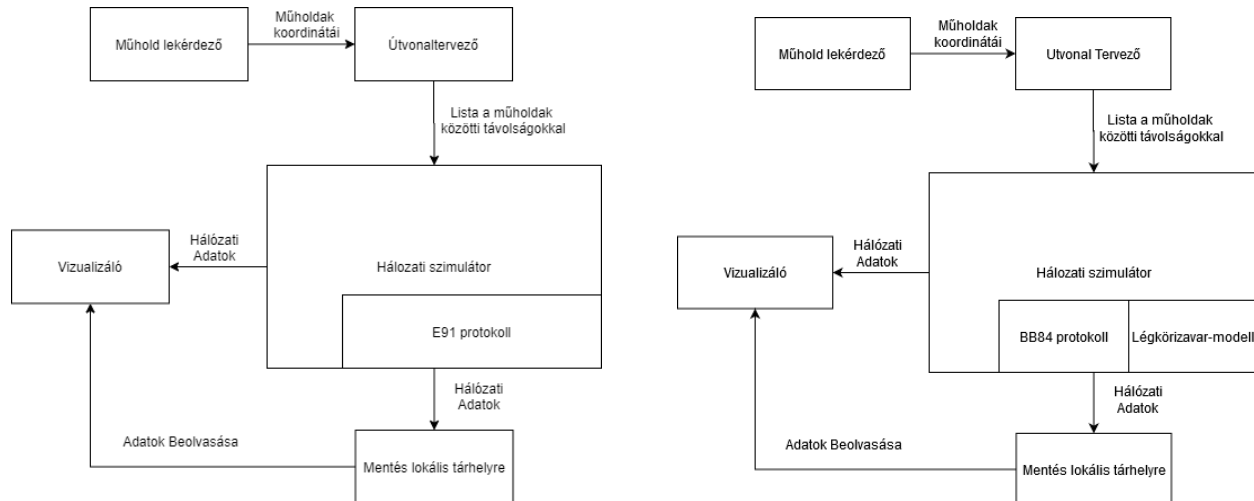 Műhold lekérdező
Műholdak
koordinátái
Útvonaltervező
Lista a műholdak
közötti távolságokkal
Hálózati
Adatok
Vizualizáló
Hálozati szimulátor
E91 protokoll
Hálózati
Adatok
Adatok Beolvasása
Mentés lokális tárhelyre
Műhold lekérdező
Műholdak
koordinátái
Utvonal Tervező
Lista a műholdak
közötti távolságokkal
Hálózati
Adatok
Vizualizáló
Hálozati szimulátor
BB84 protokoll
Légkörizavar-modell
Hálózati
Adatok
Adatok Beolvasása
Mentés lokális tárhelyre